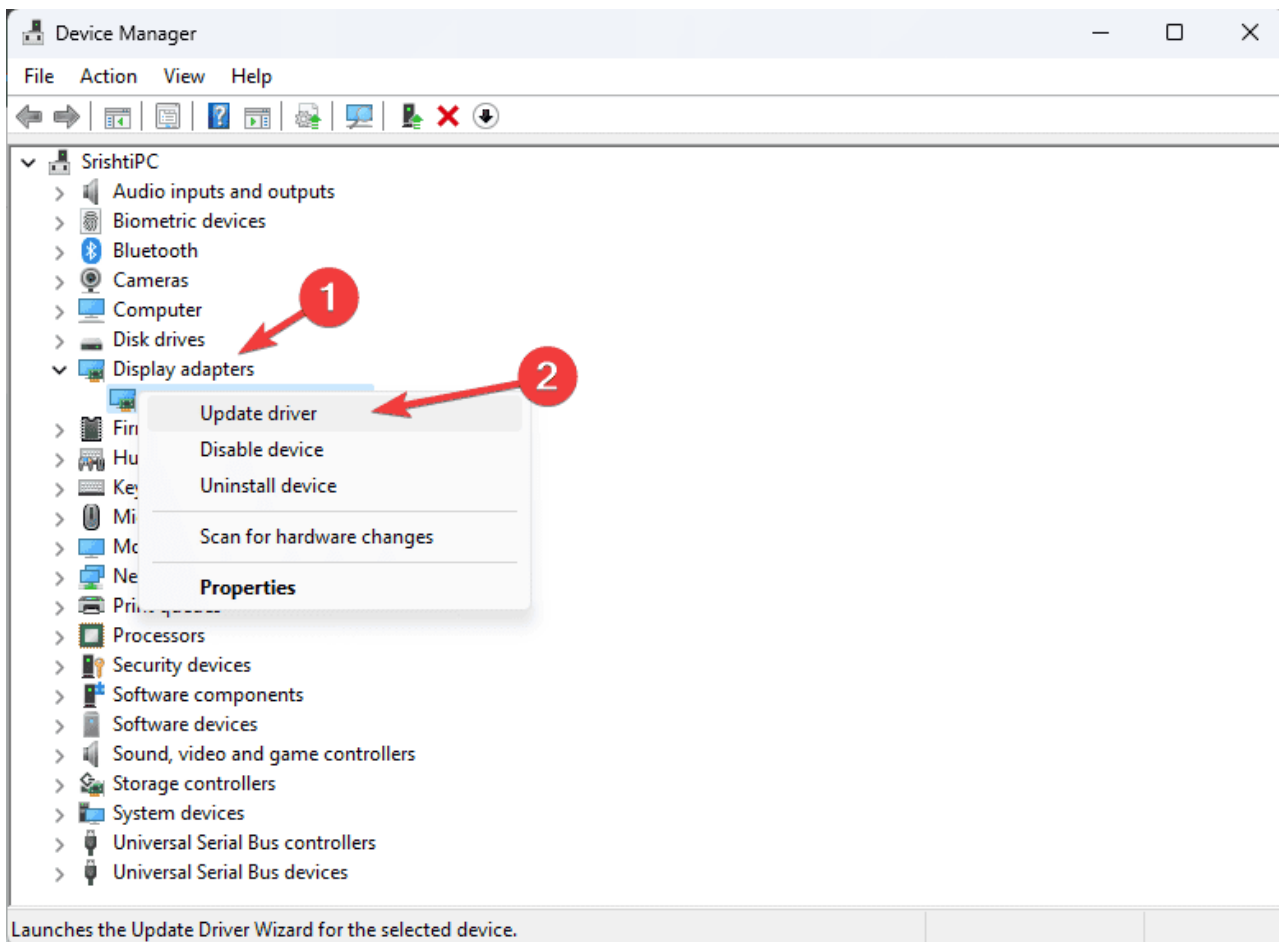 Device Manager
File Action View Help
SrishtiPC
Audio inputs and outputs
Biometric devices
Bluetooth
Cameras
1
Computer
Disk drives
Display adapters
2
Update driver
Disable device
Uninstall device
Scan for hardware changes
Properties
Processors
Security devices
Software components
Software devices
Sound, video and game controllers
Storage controllers
System devices
Universal Serial Bus controllers
Universal Serial Bus devices
Launches the Update Driver Wizard for the selected device.